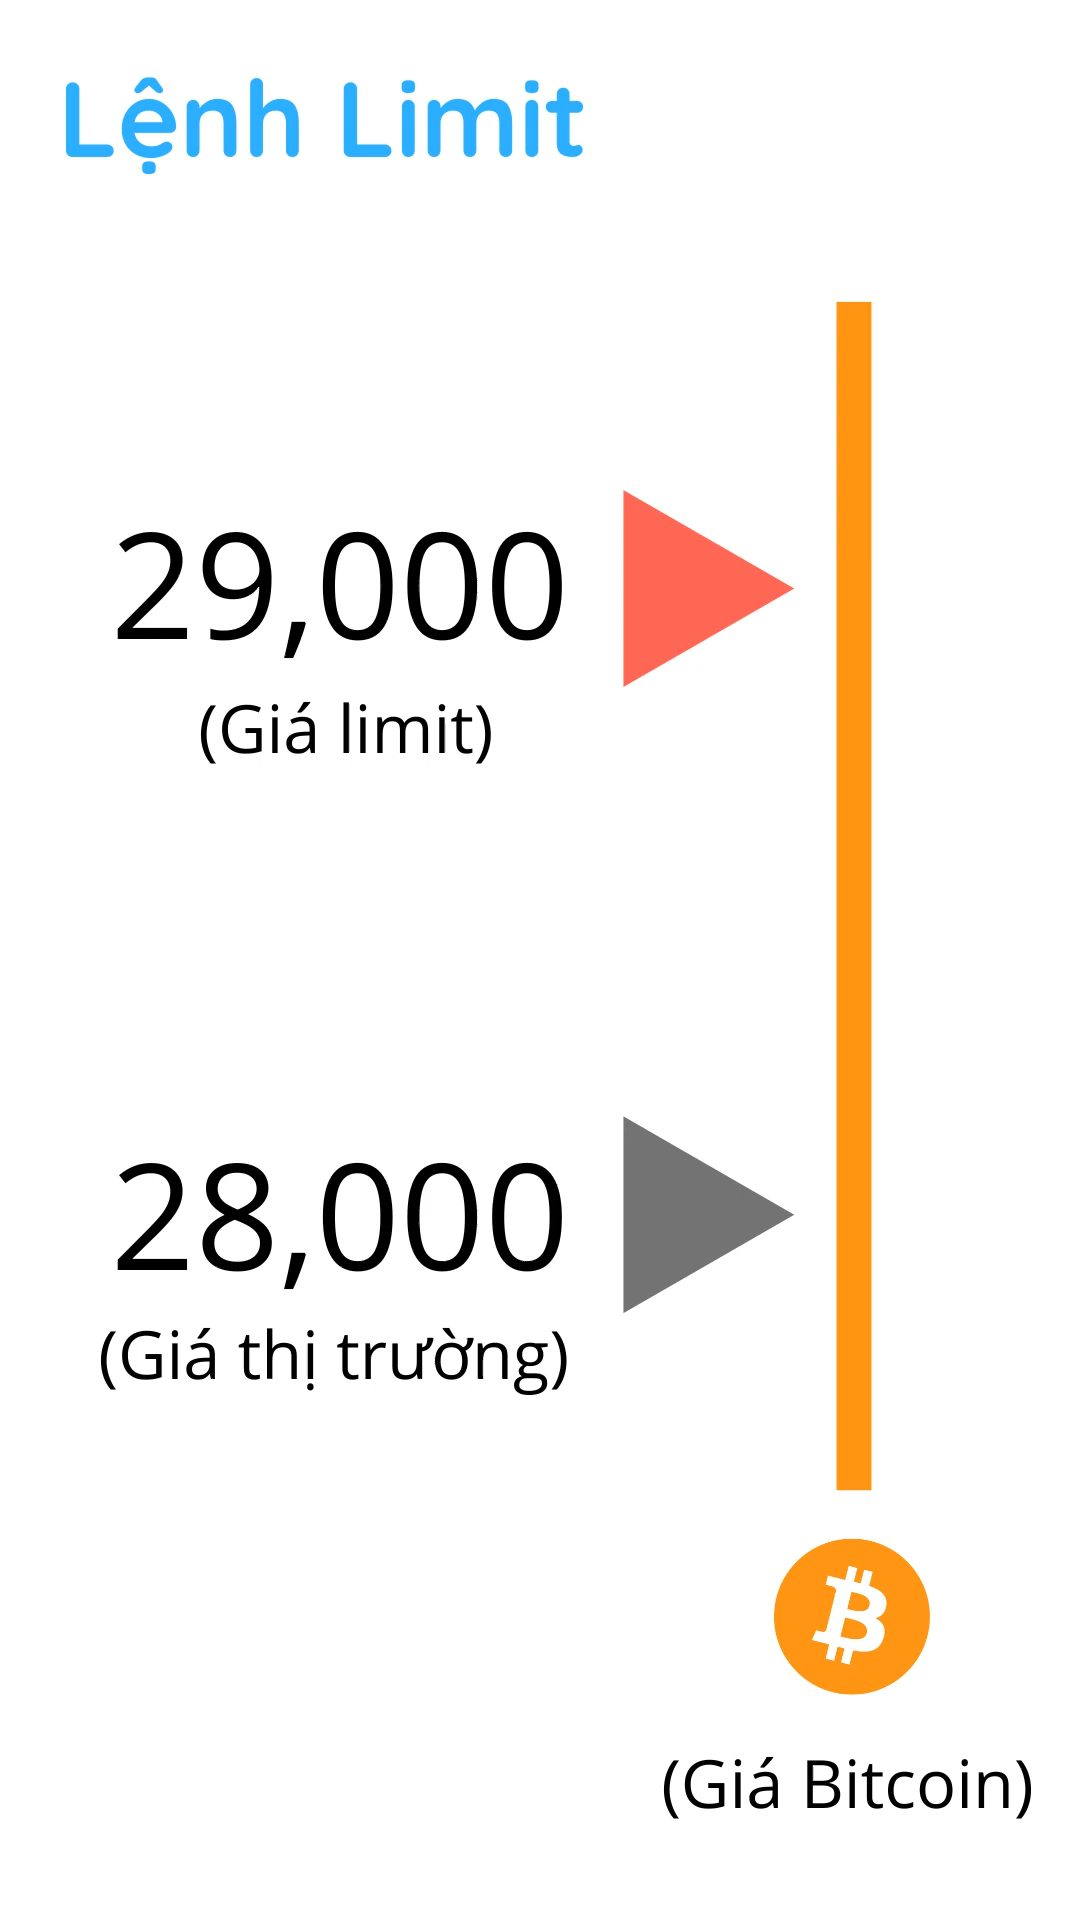 Lệnh Limit
29,000
(Giá limit)
28,000
(Giá thị trường)
(Giá Bitcoin)